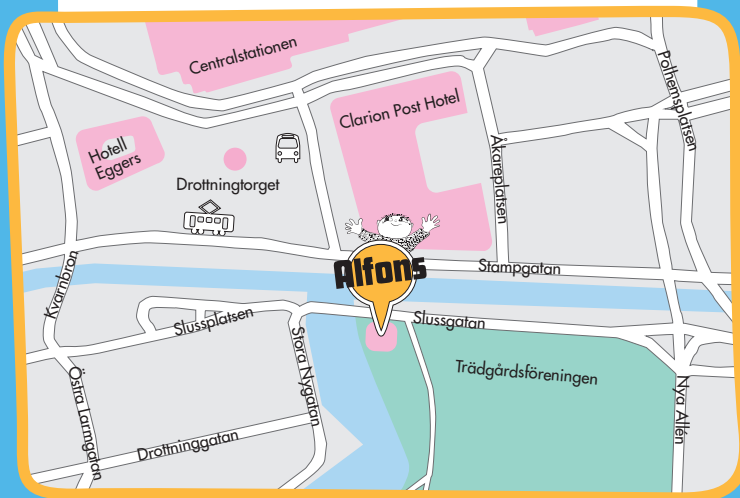 Centralstationen
Polhemsplatsen
Clarion Post Hotel
Hotell
Eggers
Åkareplatsen
Drottningtorget
Alfons
Stampgatan
Kvarnbron
Slussplatsen
Slussgatan
Stora Nygatan
Trädgårdsföreningen
Östra Larmgatan
Nya Allén
Drottninggatan